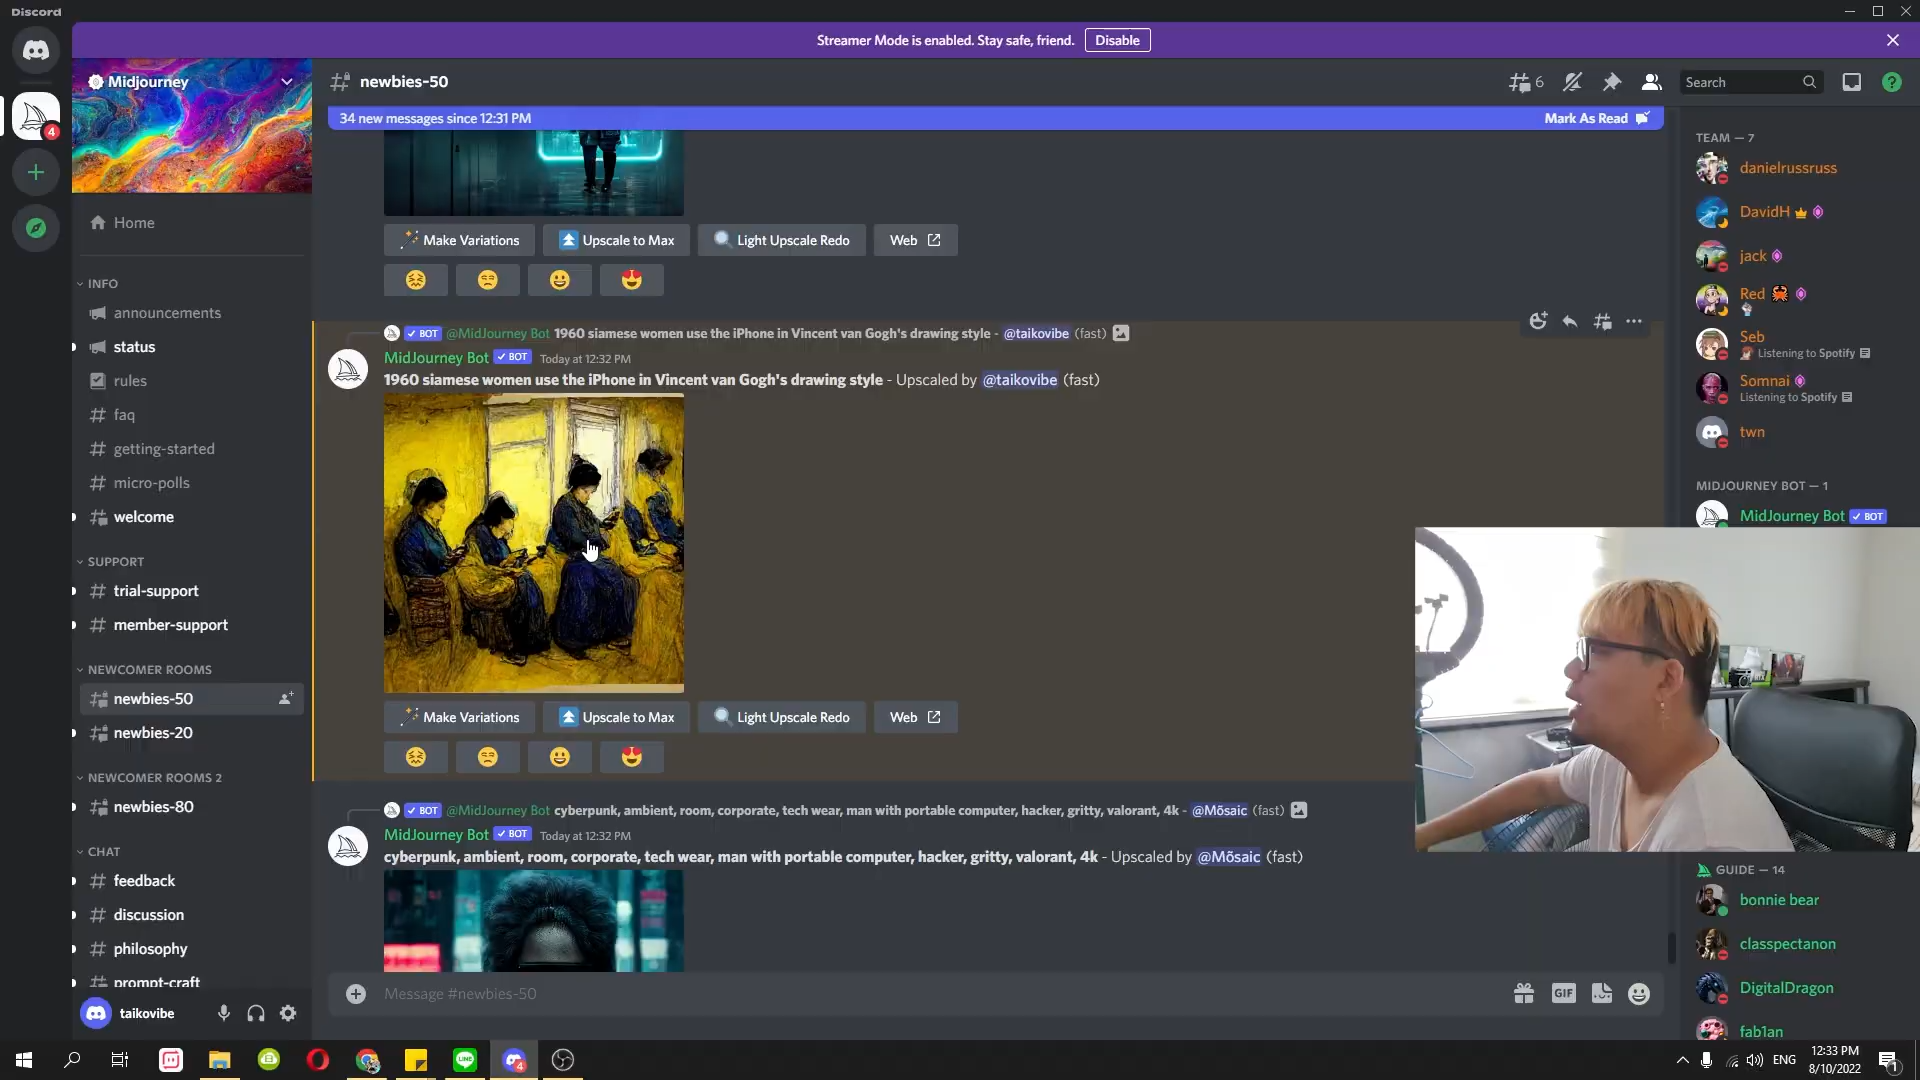 Discord
Streamer Mode is enabled. Stay safe, friend. Disable
Midjourney
newbies-50
6
Search
34 new messages since 12:31 PM
Mark As Read
4
Home
INFO
announcements
status
rules
faq
getting-started
micro-polls
welcome
SUPPORT
trial-support
member-support
NEWCOMER ROOMS
newbies-50
newbies-20
NEWCOMER ROOMS 2
newbies-80
CHAT
feedback
discussion
philosophy
prompt-craft
taikovibe
Make Variations
Upscale to Max
Light Upscale Redo
Web
BOT @MidJourney Bot 1960 siamese women use the iPhone in Vincent van Gogh's drawing style - @taikovibe (fast)
MidJourney Bot BOT Today at 12:32 PM
1960 siamese women use the iPhone in Vincent van Gogh's drawing style - Upscaled by @taikovibe (fast)
Make Variations
Upscale to Max
Light Upscale Redo
Web
BOT @MidJourney Bot cyberpunk, ambient, room, corporate, tech wear, man with portable computer, hacker, gritty, valorant, 4k - @Mõsaic (fast)
MidJourney Bot BOT Today at 12:32 PM
cyberpunk, ambient, room, corporate, tech wear, man with portable computer, hacker, gritty, valorant, 4k - Upscaled by @Mõsaic (fast)
Message #newbies-50
GIF
TEAM — 7
danielrussruss
DavidH
jack
Red
Seb
Listening to Spotify
Somnai
Listening to Spotify
twn
MIDJOURNEY BOT — 1
MidJourney Bot BOT
GUIDE — 14
bonnie bear
classpectanon
DigitalDragon
fab1an
4
ENG
12:33 PM
8/10/2022
1